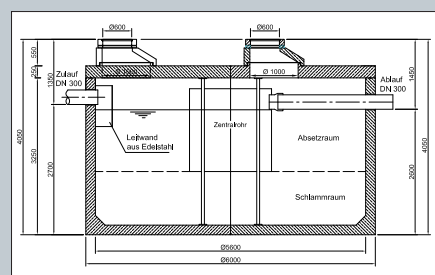 Ø600
Ø600
550
250
1350
4050
3250
2700
Zulauf
DN 300
Ø 1000
Ø 1000
Ablauf
DN 300
1450
4050
2600
Leitwand
aus Edelstahl
Zentralrohr
Absetzraum
Schlammraum
Ø5600
Ø6000